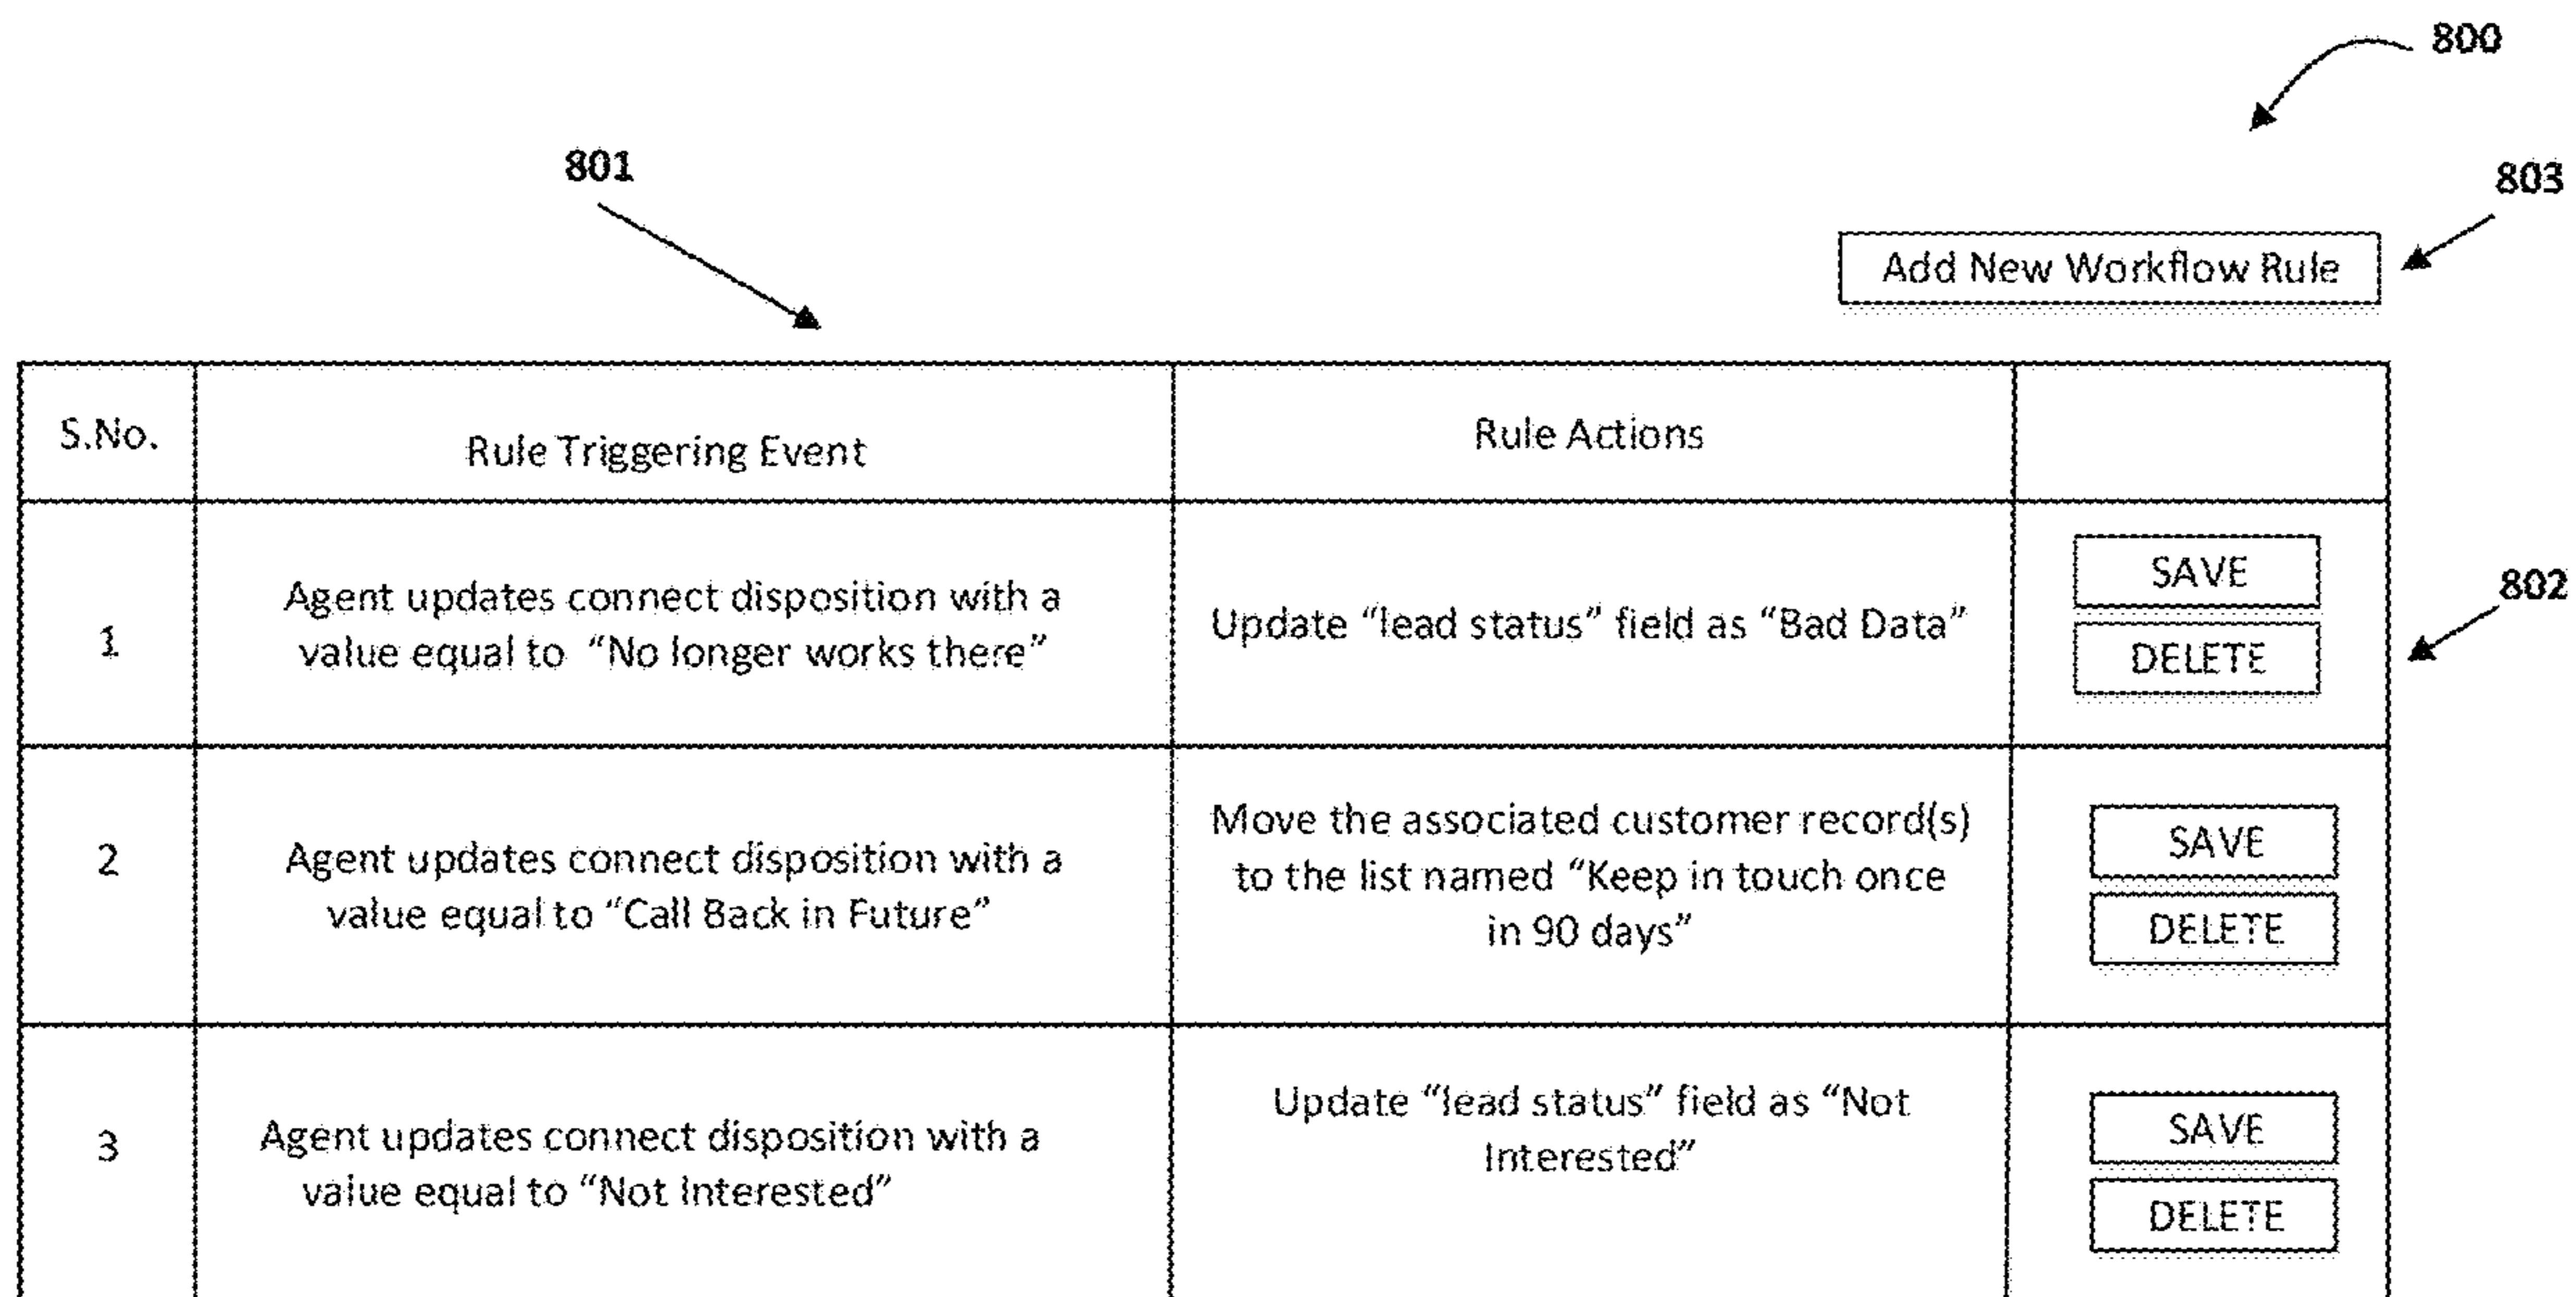 800
801
803
Add New Workflow Rule
S.No.
Rule Triggering Event
Rule Actions
1
Agent updates connect disposition with a
value equal to “No longer works there”
Update “lead status” field as “Bad Data”
SAVE
DELETE
802
2
Agent updates connect disposition with a
value equal to “Call Back in Future”
Move the associated customer record(s)
to the list named “Keep in touch once
in 90 days”
SAVE
DELETE
3
Agent updates connect disposition with a
value equal to “Not Interested”
Update “lead status” field as “Not
Interested”
SAVE
DELETE